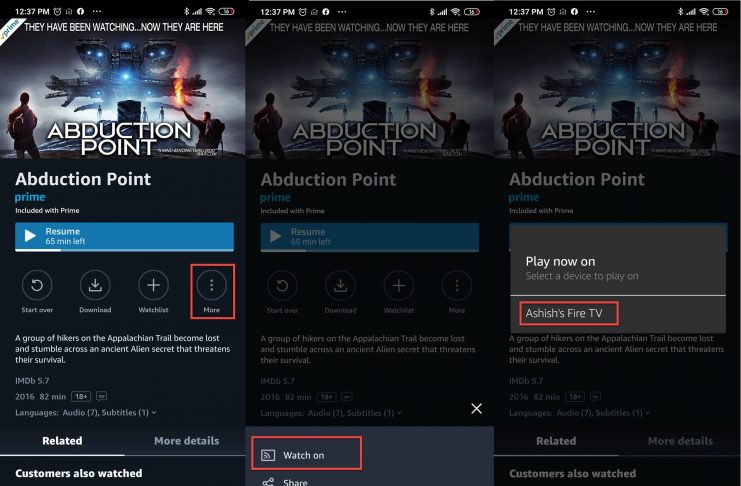 12:37 PM
16
prime
THEY HAVE BEEN WATCHING...NOW THEY ARE HERE
ABDUCTION
POINT
Abduction Point
prime
Included with Prime
Resume
65 min left
Start over
Download
Watchlist
More
A group of hikers on the Appalachian Trail become lost
and stumble across an ancient Alien secret that threatens
their survival.
IMDb 5.7
2016 82 min 18+
Languages: Audio (7), Subtitles (1)
Related
More details
Customers also watched
12:37 PM
16
THEY HAVE BEEN WATCHING...NOW THEY ARE HERE
ABDUCTION
POINT
"A MIND-BENDING THRILL RIDE"
Abduction Point
prime
Included with Prime
Resume
65 min left
Start over
Download
Watchlist
More
A group of hikers on the Appalachian Trail become lost
and stumble across an ancient Alien secret that threatens
their survival.
IMDb 5.7
2016 82 min 18+
Languages: Audio (7), Subtitles (1)
Watch on
Share
12:37 PM
16
prime
THEY HAVE BEEN WATCHING...NOW THEY ARE HERE
ABDUCTION
POINT
"A MIND-BENDING THRILL RIDE"
Abduction Point
prime
Included with Prime
Play now on
Select a device to play on
Ashish's Fire TV
A group of hikers on the Appalachian Trail become lost
and stumble across an ancient Alien secret that threatens
their survival.
IMDb 5.7
2016 82 min 18+
Languages: Audio (7), Subtitles (1)
Related
More details
Customers also watched